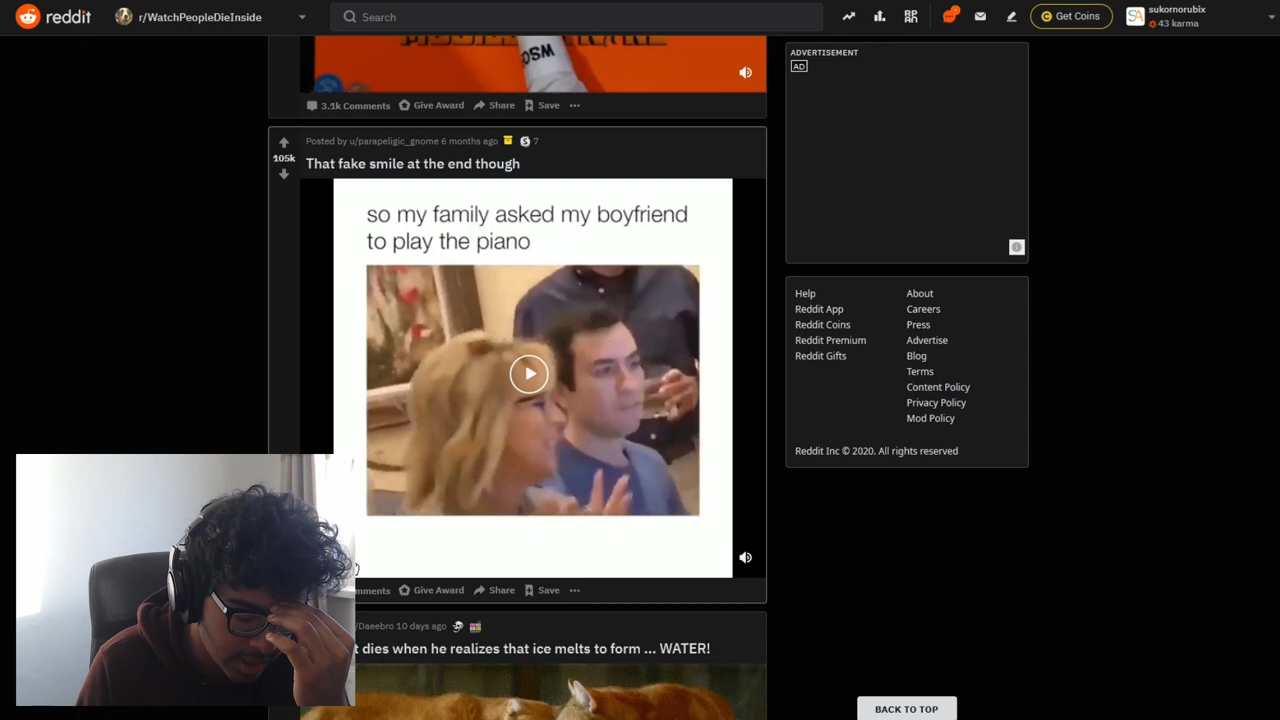 reddit
r/WatchPeopleDieInside
Search
Get Coins
sukornorubix
43 karma
3.1k Comments
Give Award
Share
Save
105k
Posted by u/parapeligic_gnome 6 months ago
7
That fake smile at the end though
so my family asked my boyfriend
to play the piano
mments
Give Award
Share
Save
/Daeebro 10 days ago
t dies when he realizes that ice melts to form ... WATER!
ADVERTISEMENT
AD
Help
About
Reddit App
Careers
Reddit Coins
Press
Reddit Premium
Advertise
Reddit Gifts
Blog
Terms
Content Policy
Privacy Policy
Mod Policy
Reddit Inc © 2020. All rights reserved
BACK TO TOP